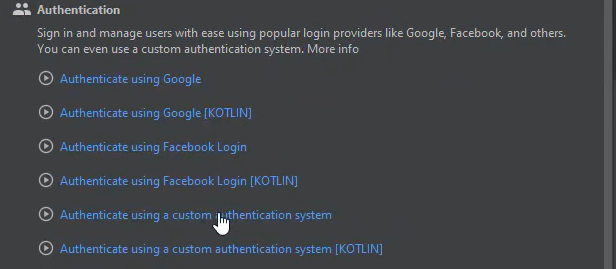 Authentication
Sign in and manage users with ease using popular login providers like Google, Facebook, and others.
You can even use a custom authentication system. More info
Authenticate using Google
Authenticate using Google [KOTLIN]
Authenticate using Facebook Login
Authenticate using Facebook Login [KOTLIN]
Authenticate using a custom authentication system
Authenticate using a custom authentication system [KOTLIN]